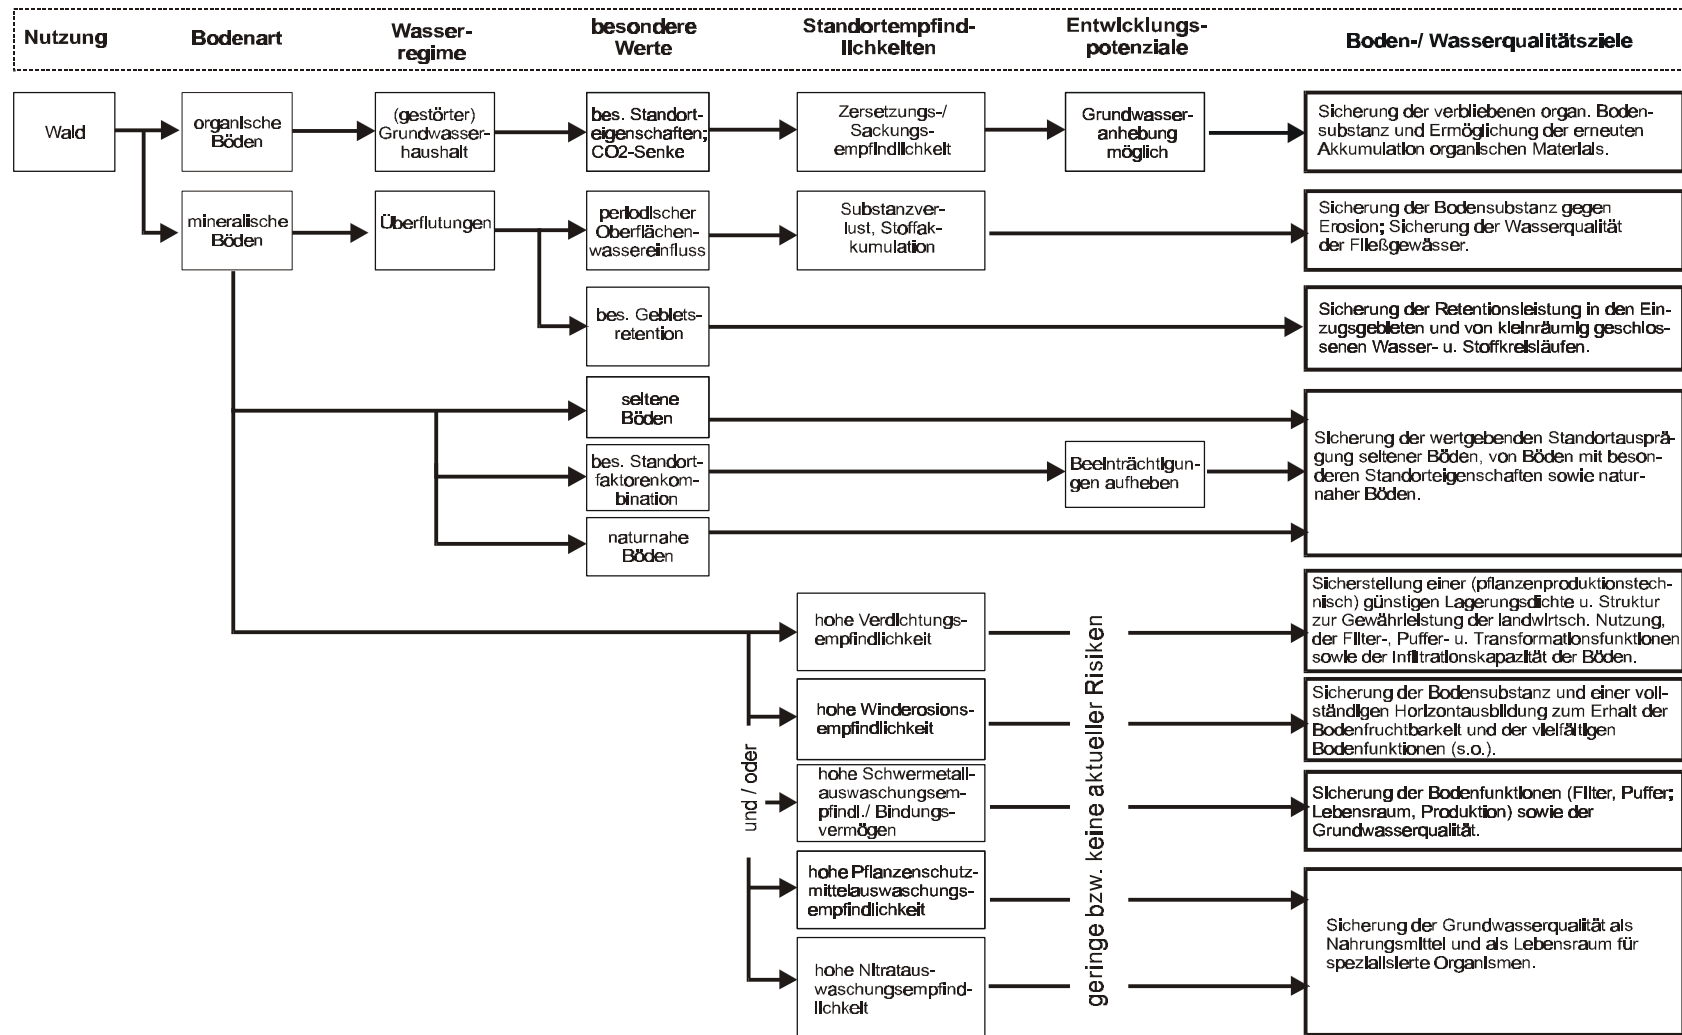 Nutzung
Bodenart
Wasser-
regime
besondere
Werte
Standortempfind-
lichkeiten
Entwicklungs-
potenziale
Boden-/ Wasserqualitätsziele
Wald
organische
Böden
(gestörter)
Grundwasser-
haushalt
bes. Standort-
eigenschaften;
CO2-Senke
Zersetzungs-/
Sackungs-
empfindlichkeit
Grundwasser-
anhebung
möglich
Sicherung der verbliebenen organ. Boden-
substanz und Ermöglichung der erneuten
Akkumulation organischen Materials.
mineralische
Böden
Überflutungen
periodischer
Oberflächen-
wassereinfluss
Substanzver-
lust, Stoffak-
kumulation
Sicherung der Bodensubstanz gegen
Erosion; Sicherung der Wasserqualität
der Fließgewässer.
bes. Gebiets-
retention
Sicherung der Retentionsleistung in den Ein-
zugsgebieten und von kleinräumig geschlos-
senen Wasser- u. Stoffkreisläufen.
seltene
Böden
bes. Standort-
faktorenkom-
bination
Beeinträchtigun-
gen aufheben
naturnahe
Böden
Sicherung der wertgebenden Standortausprä-
gung seltener Böden, von Böden mit beson-
deren Standorteigenschaften sowie natur-
naher Böden.
hohe Verdichtungs-
empfindlichkeit
Sicherstellung einer (pflanzenproduktionstech-
nisch) günstigen Lagerungsdichte u. Struktur
zur Gewährleistung der landwirtsch. Nutzung,
der Filter-, Puffer- u. Transformationsfunktionen
sowie der Infiltrationskapazität der Böden.
hohe Winderosions-
empfindlichkeit
Sicherung der Bodensubstanz und einer voll-
ständigen Horizontausbildung zum Erhalt der
Bodenfruchtbarkeit und der vielfältigen
Bodenfunktionen (s.o.).
und / oder
hohe Schwermetall-
auswaschungsemp-
findl./ Bindungs-
vermögen
Sicherung der Bodenfunktionen (Filter, Puffer;
Lebensraum, Produktion) sowie der
Grundwasserqualität.
hohe Pflanzenschutz-
mittelauswaschungs-
empfindlichkeit
hohe Nitrataus-
waschungsempfind-
lichkeit
geringe bzw. keine aktueller Risiken
Sicherung der Grundwasserqualität als
Nahrungsmittel und als Lebensraum für
spezialisierte Organismen.